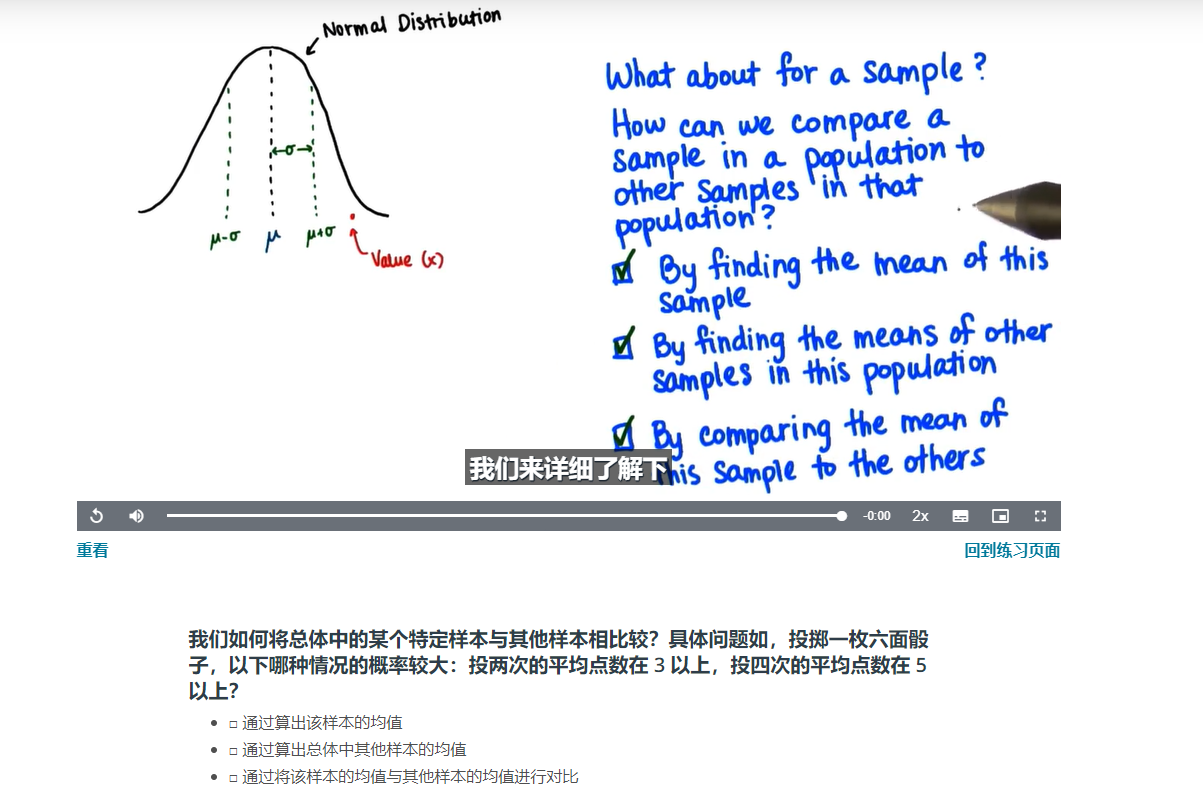 Normal Distribution
What about for a sample?
How can we compare a
sample in a population to
other samples in that
population?
σ
μ-σ
μ
μ+σ
Value (x)
By finding the mean of this
sample
By finding the means of other
samples in this population
By comparing the mean of
this sample to the others
我们来详细了解下
-0:00
2x
重看
回到练习页面
我们如何将总体中的某个特定样本与其他样本相比较？具体问题如，投掷一枚六面骰
子，以下哪种情况的概率较大：投两次的平均点数在 3 以上，投四次的平均点数在 5
以上？
通过算出该样本的均值
通过算出总体中其他样本的均值
通过将该样本的均值与其他样本的均值进行对比